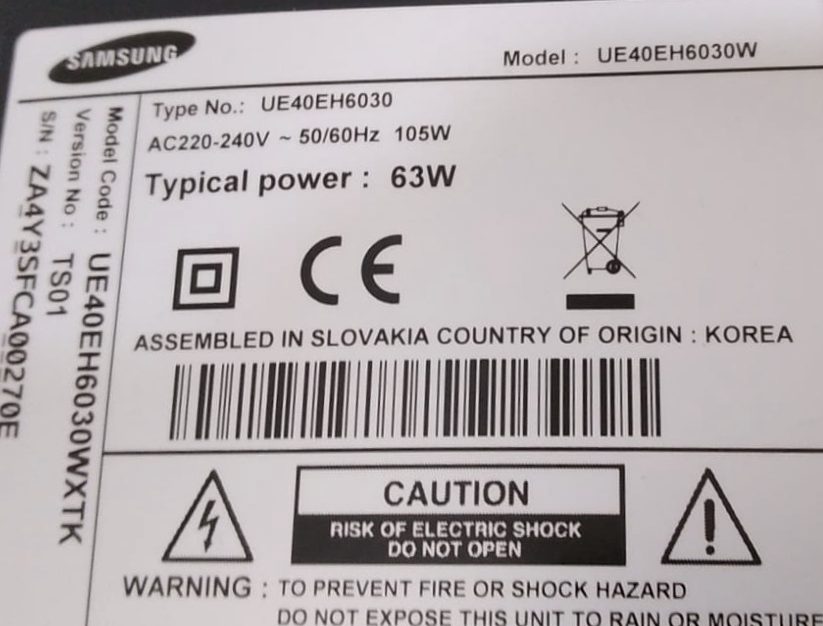 SAMSUNG
Model : UE40EH6030W
Type No.: UE40EH6030
AC220-240V ~ 50/60Hz 105W
Typical power : 63W
CE
ASSEMBLED IN SLOVAKIA COUNTRY OF ORIGIN : KOREA
CAUTION
RISK OF ELECTRIC SHOCK
DO NOT OPEN
WARNING : TO PREVENT FIRE OR SHOCK HAZARD
DO NOT EXPOSE THIS UNIT TO RAIN OR MOISTURE
Model Code : UE40EH6030WXTK
Version No : TS01
S/N : ZA4Y3SFCA00270E